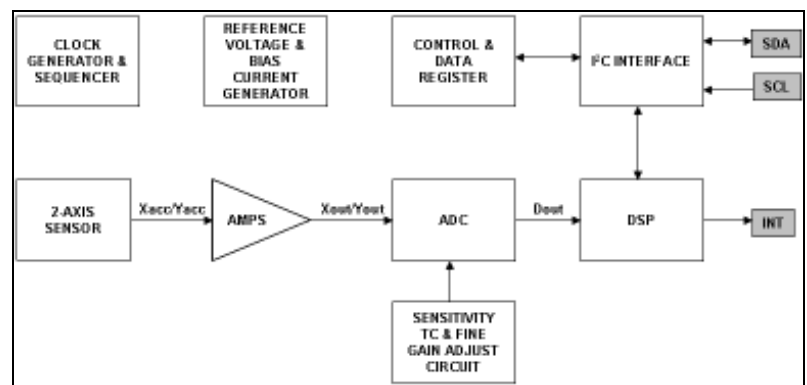 CLOCK
GENERATOR &
SEQUENCER
REFERENCE
VOLTAGE &
BIAS
CURRENT
GENERATOR
CONTROL &
DATA
REGISTER
I²C INTERFACE
SDA
SCL
2-AXIS
SENSOR
Xacc/Yacc
AMPS
Xout/Yout
ADC
Dout
DSP
INT
SENSITIVITY
TC & FINE
GAIN ADJUST
CIRCUIT